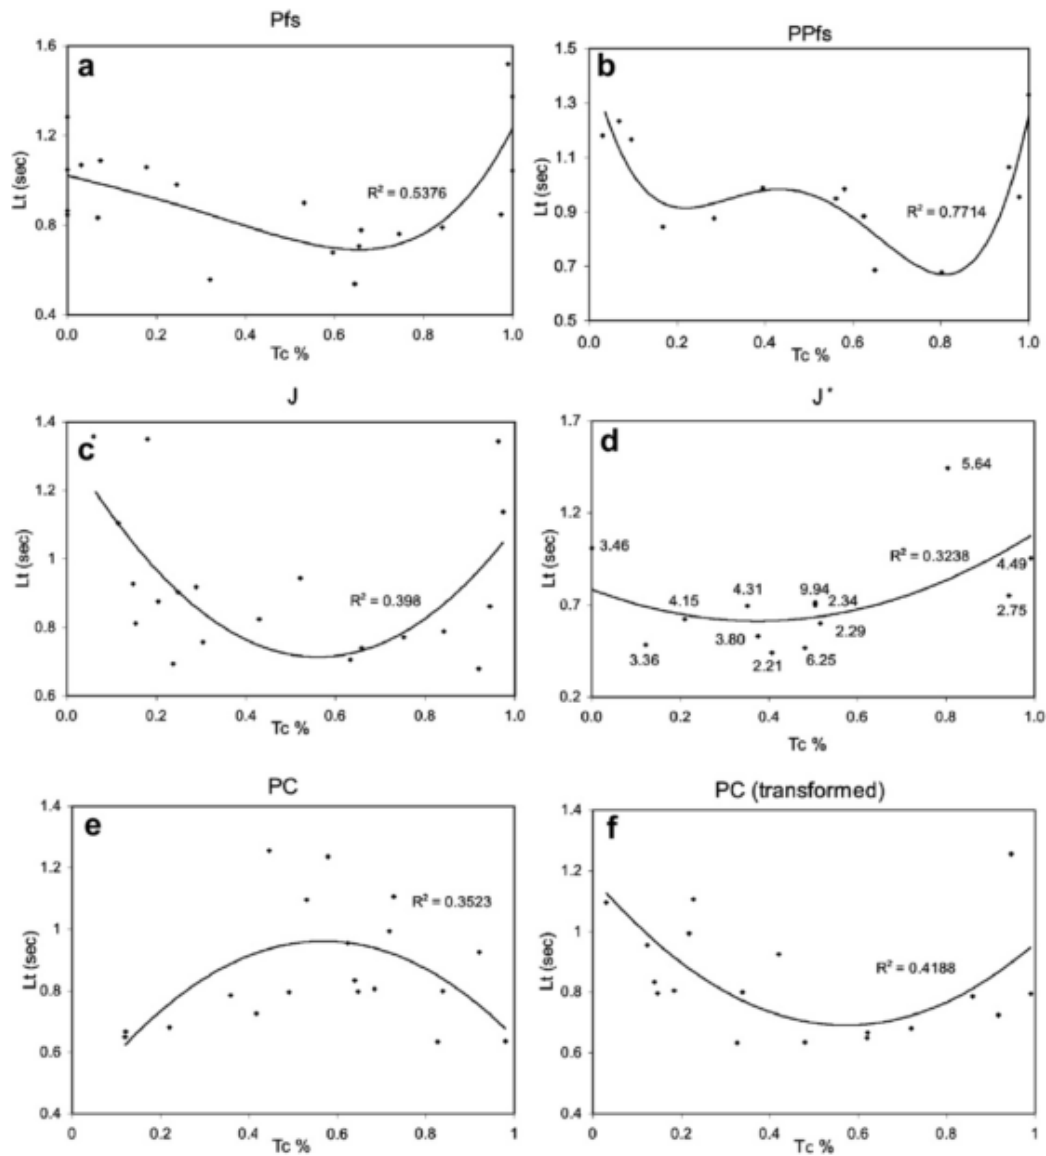 Pfs
PPfs
a
b
1.6
1.2
0.8
0.4
Lt (sec)
R² = 0.5376
0.0 0.2 0.4 0.6 0.8 1.0
Tc %
1.5
1.3
1.1
0.9
0.7
0.5
Lt (sec)
R² = 0.7714
0.0 0.2 0.4 0.6 0.8 1.0
Tc %
J
J*
c
d
1.4
1.2
1
0.8
0.6
Lt (sec)
R² = 0.398
0.0 0.2 0.4 0.6 0.8 1.0
Tc %
1.7
1.2
0.7
0.2
Lt (sec)
5.64
3.46
R² = 0.3238
4.49
4.15
4.31
9.94
2.34
2.75
3.36
3.80
2.21
6.25
2.29
0.0 0.2 0.4 0.6 0.8 1.0
Tc %
PC
PC (transformed)
e
f
1.4
1.2
1
0.8
0.6
0.4
Lt (sec)
R² = 0.3523
0 0.2 0.4 0.6 0.8 1
Tc %
1.4
1.2
1
0.8
0.6
0.4
Lt (sec)
R² = 0.4188
0 0.2 0.4 0.6 0.8 1
Tc %